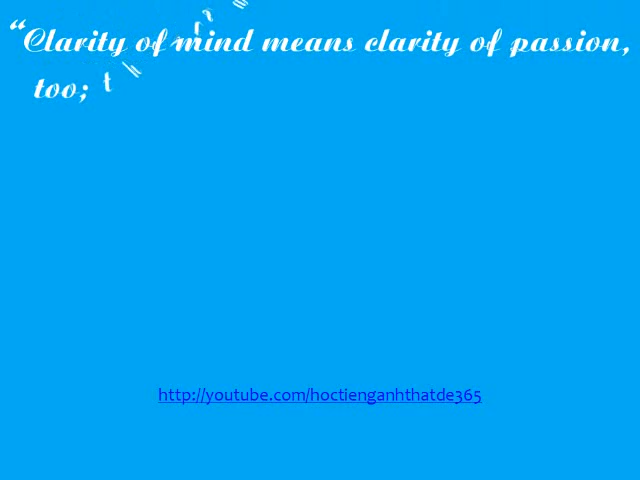 “Clarity of mind means clarity of passion,
too;
http://youtube.com/hoctienganhthatde365